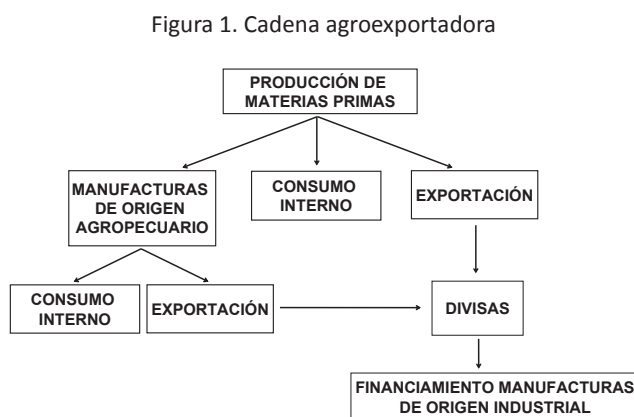 Figura 1. Cadena agroexportadora
PRODUCCIÓN DE
MATERIAS PRIMAS
MANUFACTURAS
DE ORIGEN
AGROPECUARIO
CONSUMO
INTERNO
EXPORTACIÓN
CONSUMO
INTERNO
EXPORTACIÓN
DIVISAS
FINANCIAMIENTO MANUFACTURAS
DE ORIGEN INDUSTRIAL